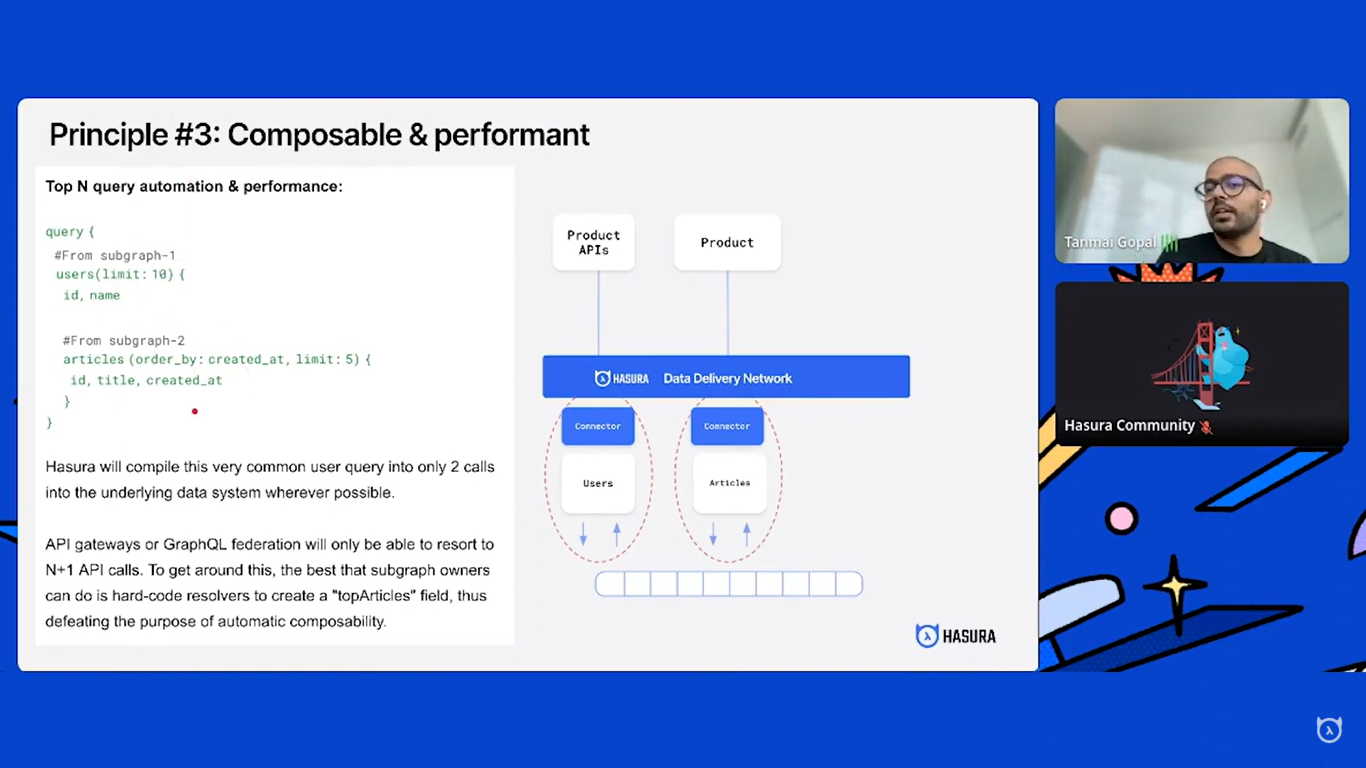 Principle #3: Composable & performant
Top N query automation & performance:
query {
#From subgraph-1
users(limit: 10) {
id, name
#From subgraph-2
articles (order_by: created_at, limit: 5) {
id, title, created_at
}
}
Hasura will compile this very common user query into only 2 calls
into the underlying data system wherever possible.
API gateways or GraphQL federation will only be able to resort to
N+1 API calls. To get around this, the best that subgraph owners
can do is hard-code resolvers to create a "topArticles" field, thus
defeating the purpose of automatic composability.
Product
APIs
Product
HASURA Data Delivery Network
Connector
Connector
Users
Articles
HASURA
Tanmai Gopal
Hasura Community